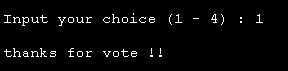 Input your choice (1 - 4) : 1
thanks for vote !!